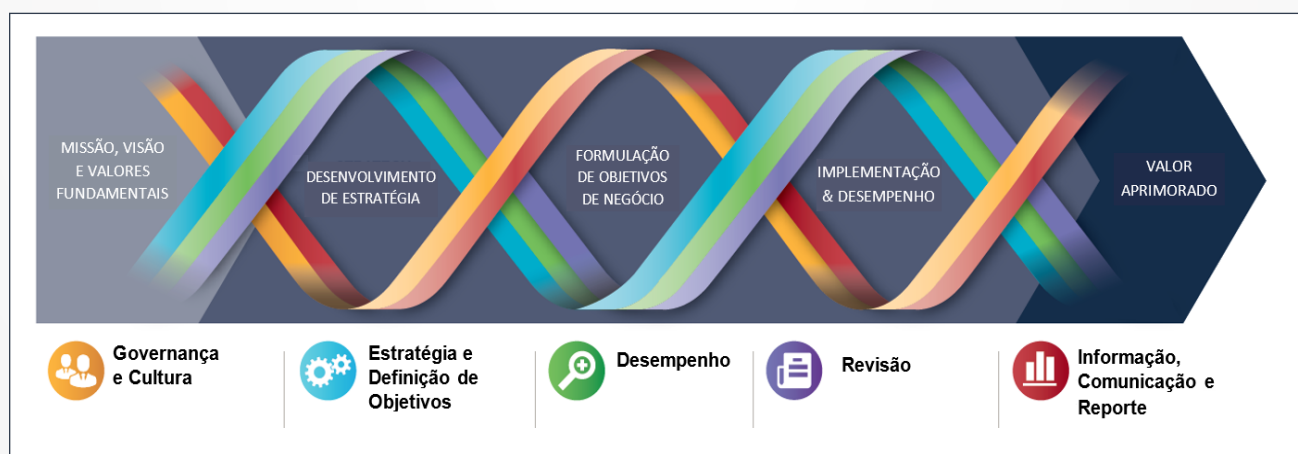 MISSÃO, VISÃO
E VALORES
FUNDAMENTAIS
DESENVOLVIMENTO
DE ESTRATÉGIA
FORMULAÇÃO
DE OBJETIVOS
DE NEGÓCIO
IMPLEMENTAÇÃO
& DESEMPENHO
VALOR
APRIMORADO
Governança
e Cultura
Estratégia e
Definição de
Objetivos
Desempenho
Revisão
Informação,
Comunicação e
Reporte